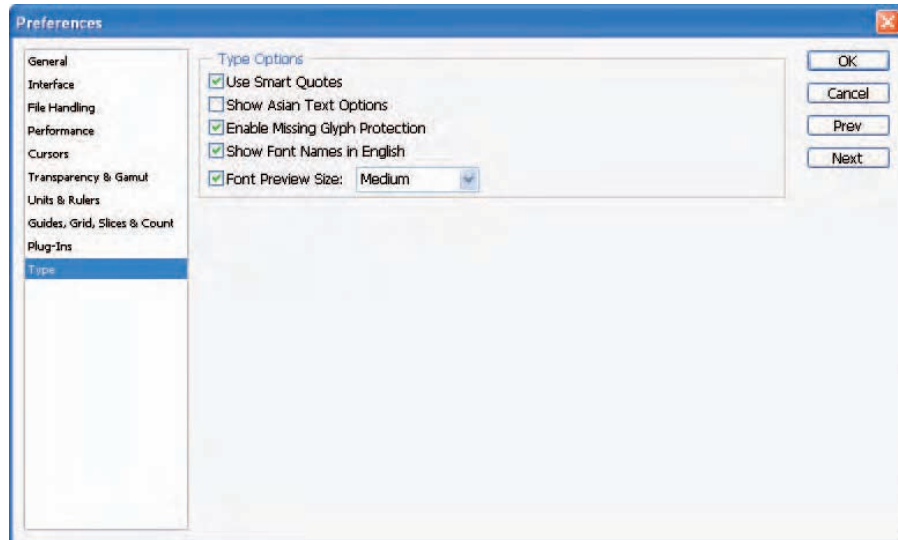 Preferences
General
Interface
File Handling
Performance
Cursors
Transparency & Gamut
Units & Rulers
Guides, Grid, Slices & Count
Plug-Ins
Type
Type Options
Use Smart Quotes
Show Asian Text Options
Enable Missing Glyph Protection
Show Font Names in English
Font Preview Size: Medium
OK
Cancel
Prev
Next